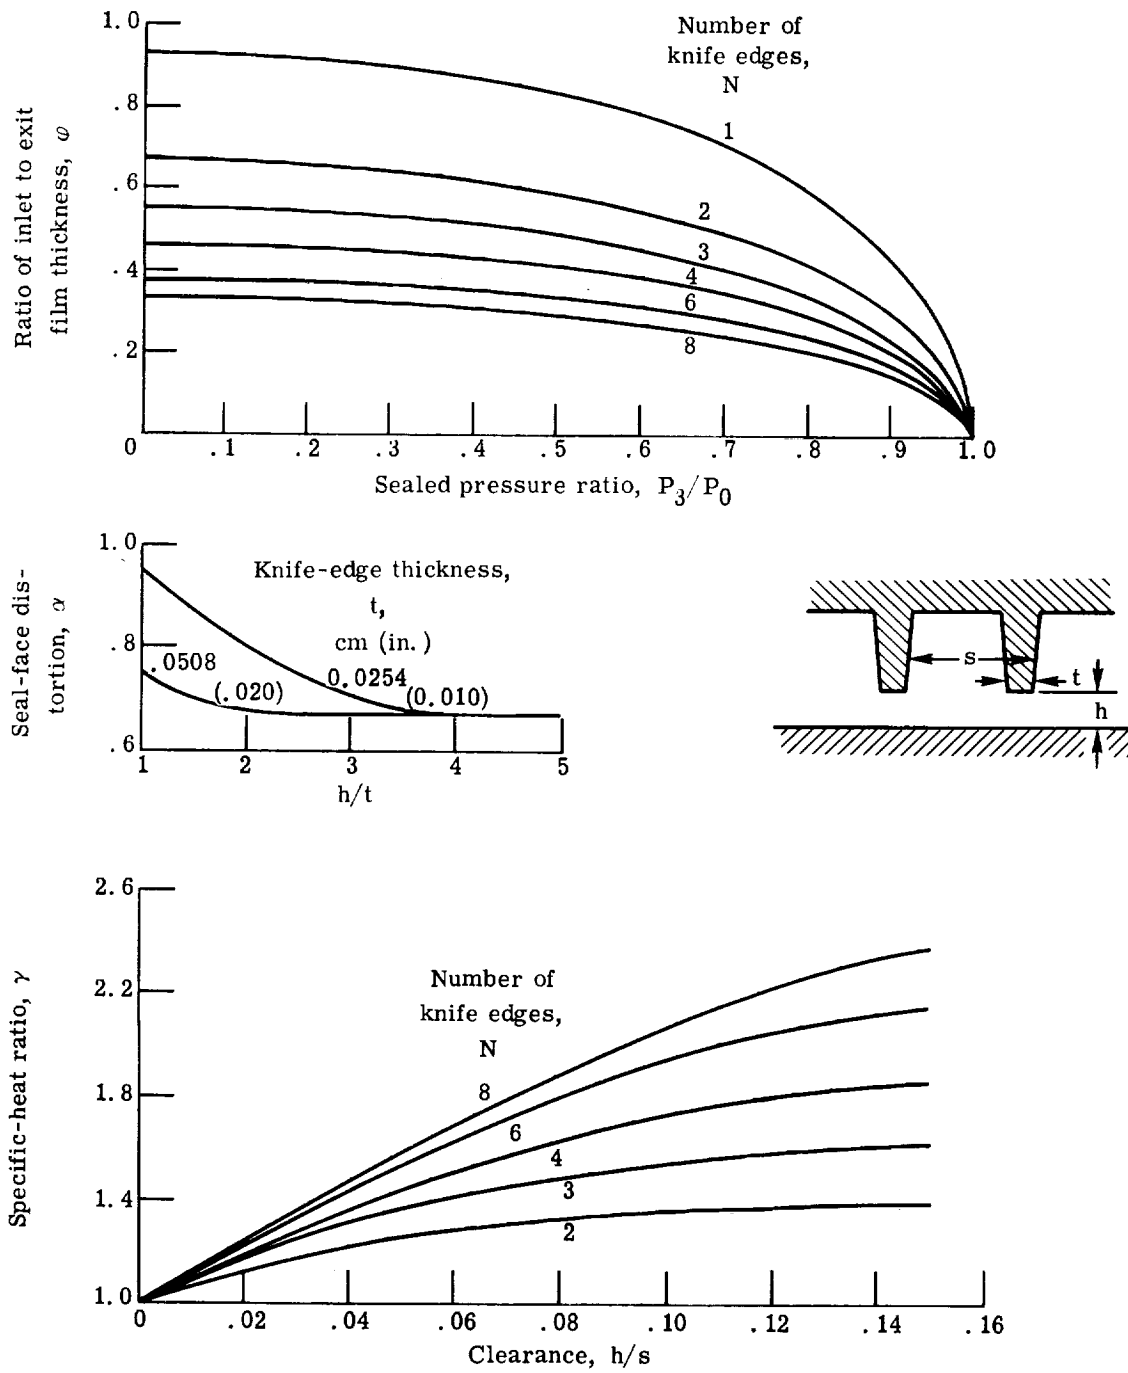 1.0
.8
.6
.4
.2
0
Ratio of inlet to exit
film thickness, φ
Number of
knife edges,
N
1
2
3
4
6
8
.1 .2 .3 .4 .5 .6 .7 .8 .9 1.0
Sealed pressure ratio, P3/P0
1.0
.8
.6
Seal-face dis-
tortion, α
Knife-edge thickness,
t,
cm (in.)
.0508
(.020)
0.0254
(0.010)
1 2 3 4 5
h/t
s
t
h
2.6
2.2
1.8
1.4
1.0
Specific-heat ratio, γ
Number of
knife edges,
N
8
6
4
3
2
0 .02 .04 .06 .08 .10 .12 .14 .16
Clearance, h/s